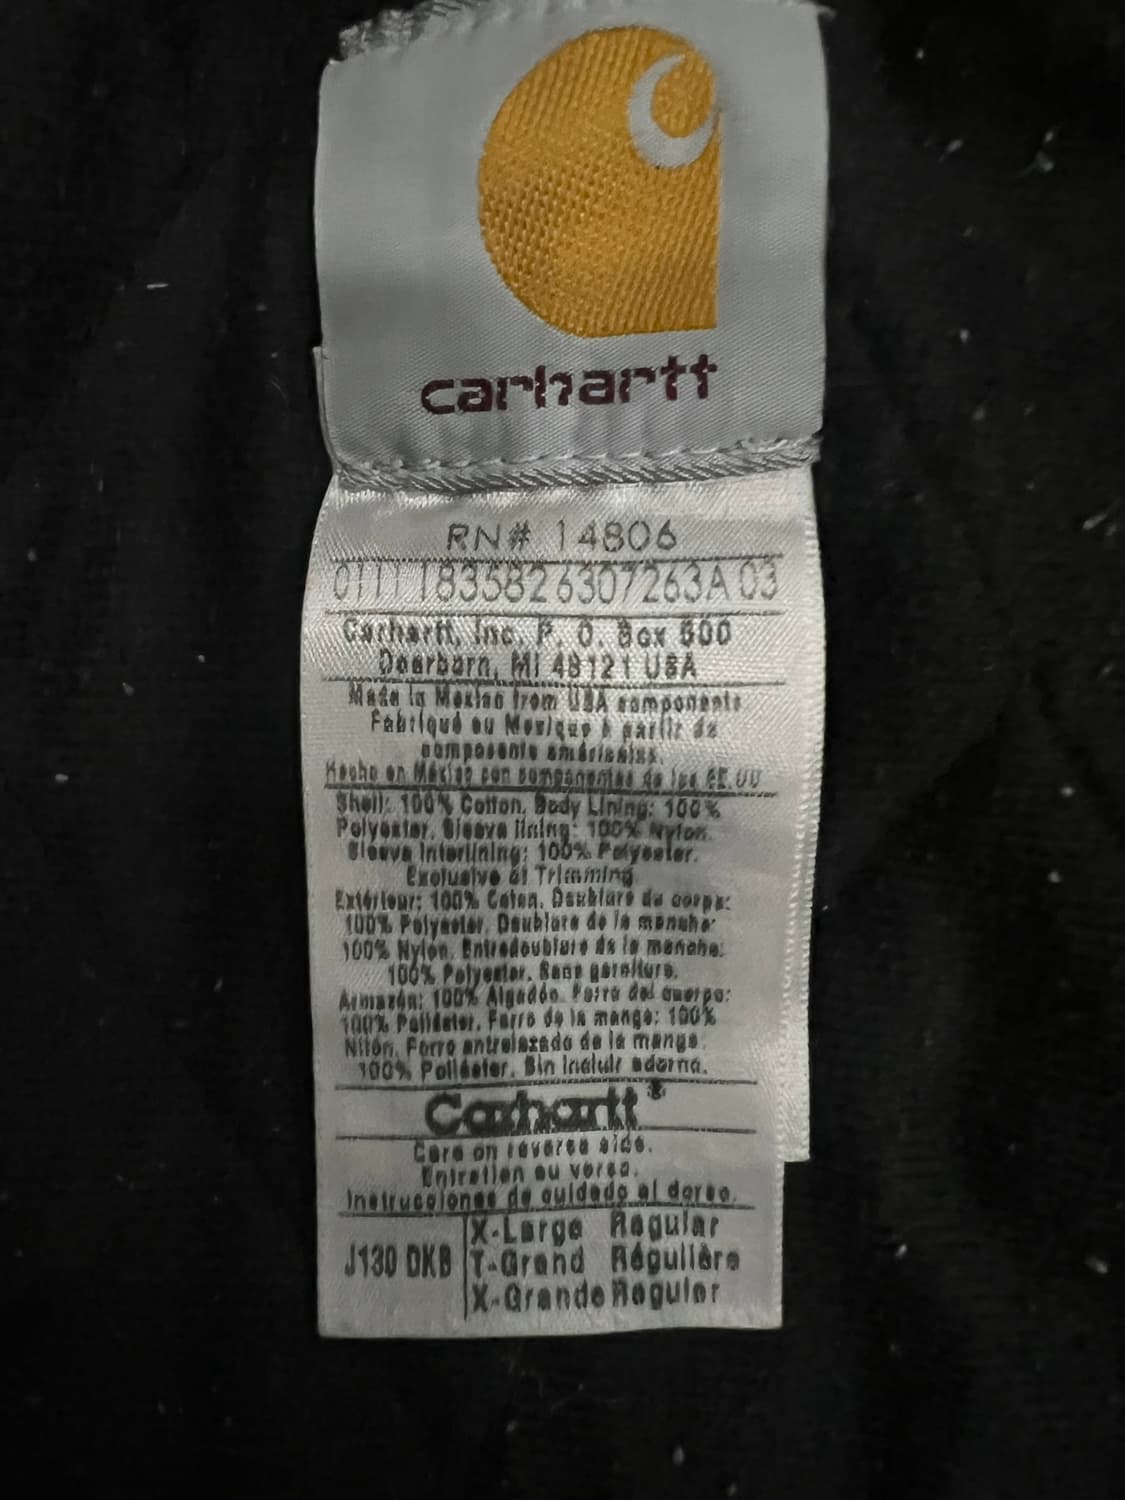 carhartt
RN# 14806
01111835826307263A 03
Carhartt, Inc. P. O. Box 600
Dearborn, MI 48121 USA
Made in Mexico from USA components
Fabriqué au Mexique à partir de
composants américains.
Hecho en México con componentes de los EE.UU
Shell: 100% Cotton. Body Lining: 100%
Polyester. Sleeve lining: 100% Nylon.
Sleeve Interlining: 100% Polyester.
Exclusive of Trimming
Extérieur: 100% Coton. Doublure du corps:
100% Polyester. Doublure de la manche:
100% Nylon. Entredoublure de la manche:
100% Polyester. Sans garniture.
Armazón: 100% Algodón. Forro del cuerpo:
100% Poliéster. Forro de la manga: 100%
Nilón. Forro entrelazado de la manga:
100% Poliéster. Sin incluir adorno.
Carhartt®
Care on reverse side.
Entretien au verso.
Instrucciones de cuidado al dorso.
J130 DKB
X-Large Regular
T-Grand Régulière
X-Grande Regular